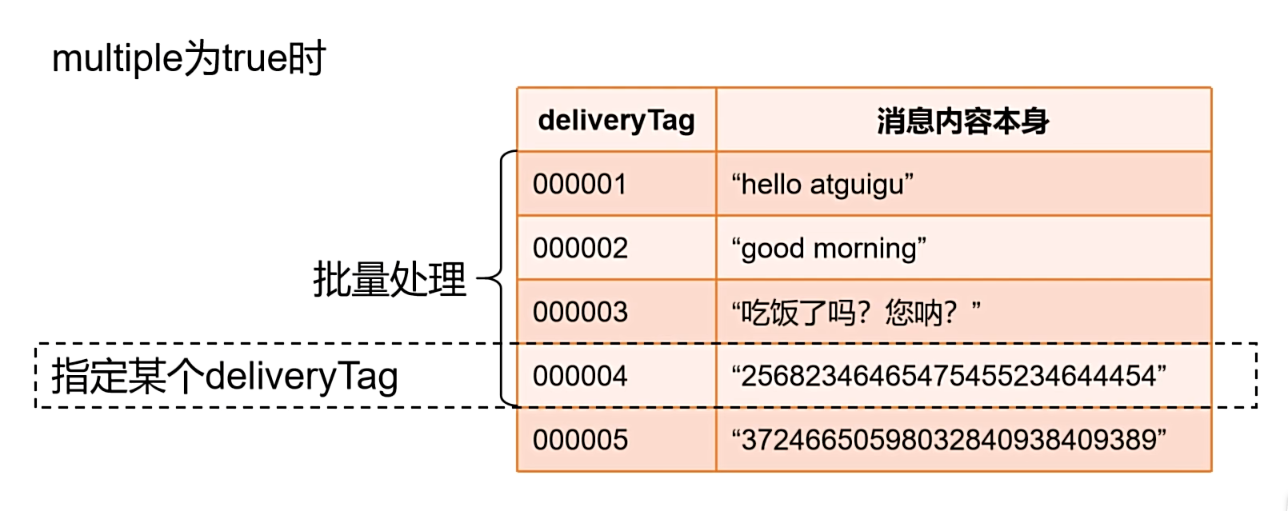 multiple为true时
deliveryTag 消息内容本身
000001 “hello atguigu”
000002 “good morning”
批量处理
000003 “吃饭了吗？您呐？”
指定某个deliveryTag 000004 “25682346465475455234644454”
000005 “37246650598032840938409389”